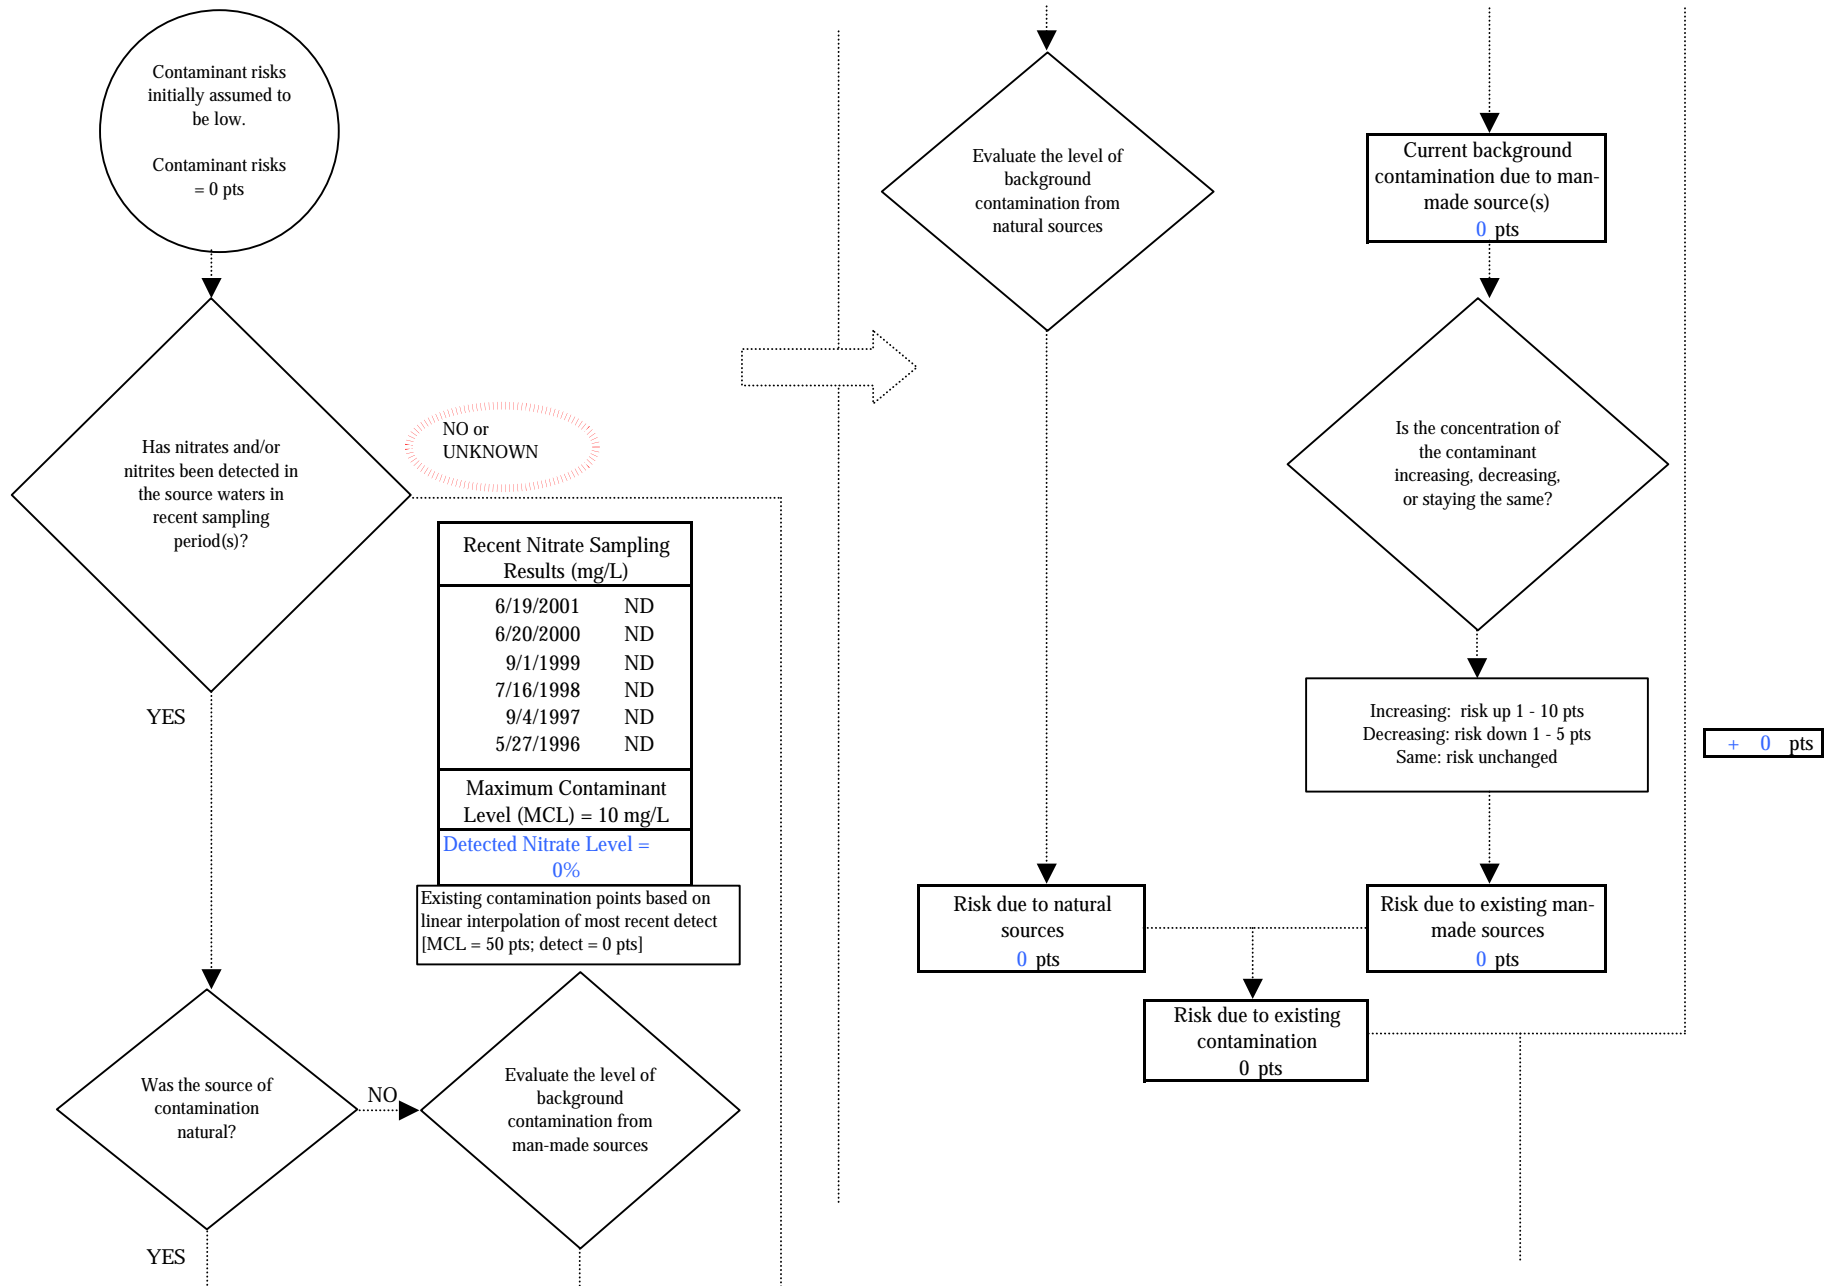 Contaminant risks
initially assumed to
be low.
Contaminant risks
= 0 pts
Has nitrates and/or
nitrites been detected in
the source waters in
recent sampling
period(s)?
NO or
UNKNOWN
YES
Recent Nitrate Sampling
Results (mg/L)
6/19/2001 ND
6/20/2000 ND
9/1/1999 ND
7/16/1998 ND
9/4/1997 ND
5/27/1996 ND
Maximum Contaminant
Level (MCL) = 10 mg/L
Detected Nitrate Level =
0%
Existing contamination points based on
linear interpolation of most recent detect
[MCL = 50 pts; detect = 0 pts]
Was the source of
contamination
natural?
NO
YES
Evaluate the level of
background
contamination from
man-made sources
Evaluate the level of
background
contamination from
natural sources
Current background
contamination due to man-
made source(s)
0 pts
Is the concentration of
the contaminant
increasing, decreasing,
or staying the same?
Increasing: risk up 1 - 10 pts
Decreasing: risk down 1 - 5 pts
Same: risk unchanged
+ 0 pts
Risk due to natural
sources
0 pts
Risk due to existing man-
made sources
0 pts
Risk due to existing
contamination
0 pts